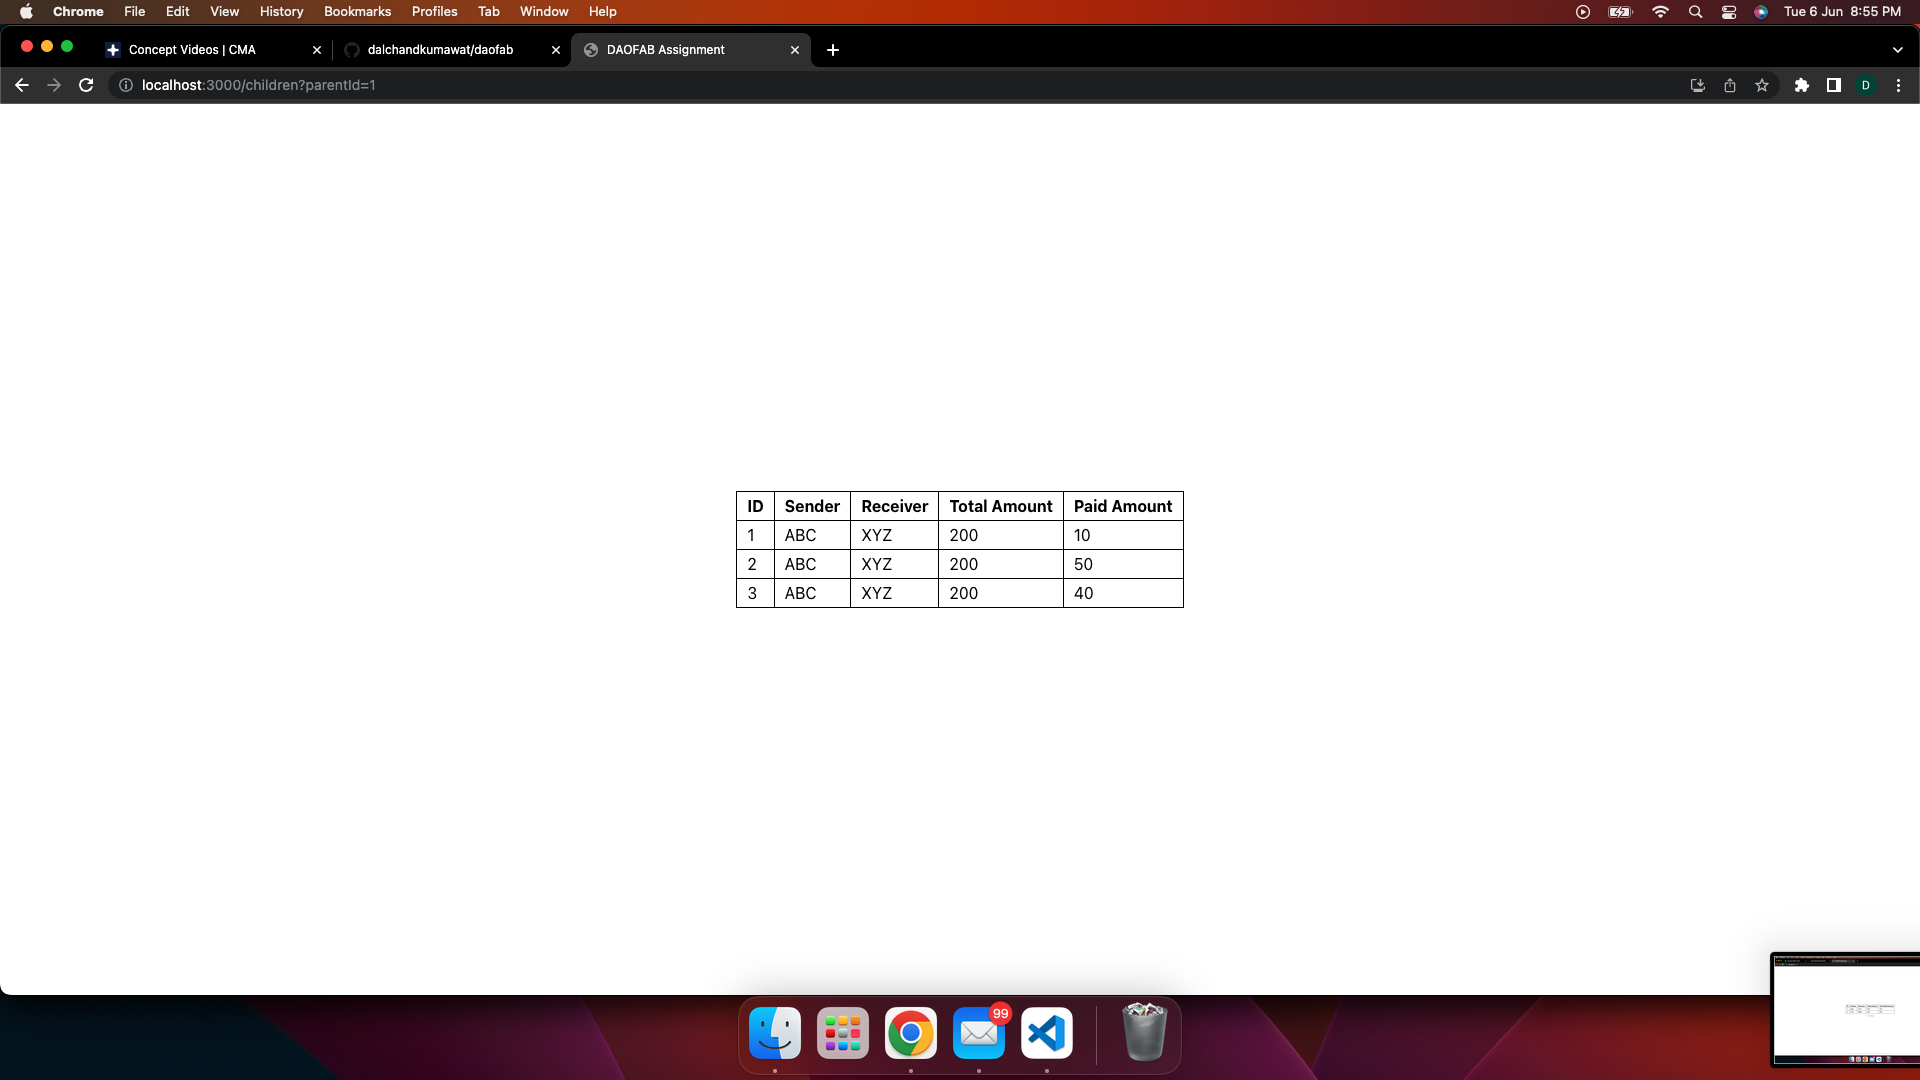 Chrome File Edit View History Bookmarks Profiles Tab Window Help Tue 6 Jun 8:55 PM
Concept Videos | CMA dalchandkumawat/daofab DAOFAB Assignment
localhost:3000/children?parentId=1 D
ID Sender Receiver Total Amount Paid Amount
1 ABC XYZ 200 10
2 ABC XYZ 200 50
3 ABC XYZ 200 40
99